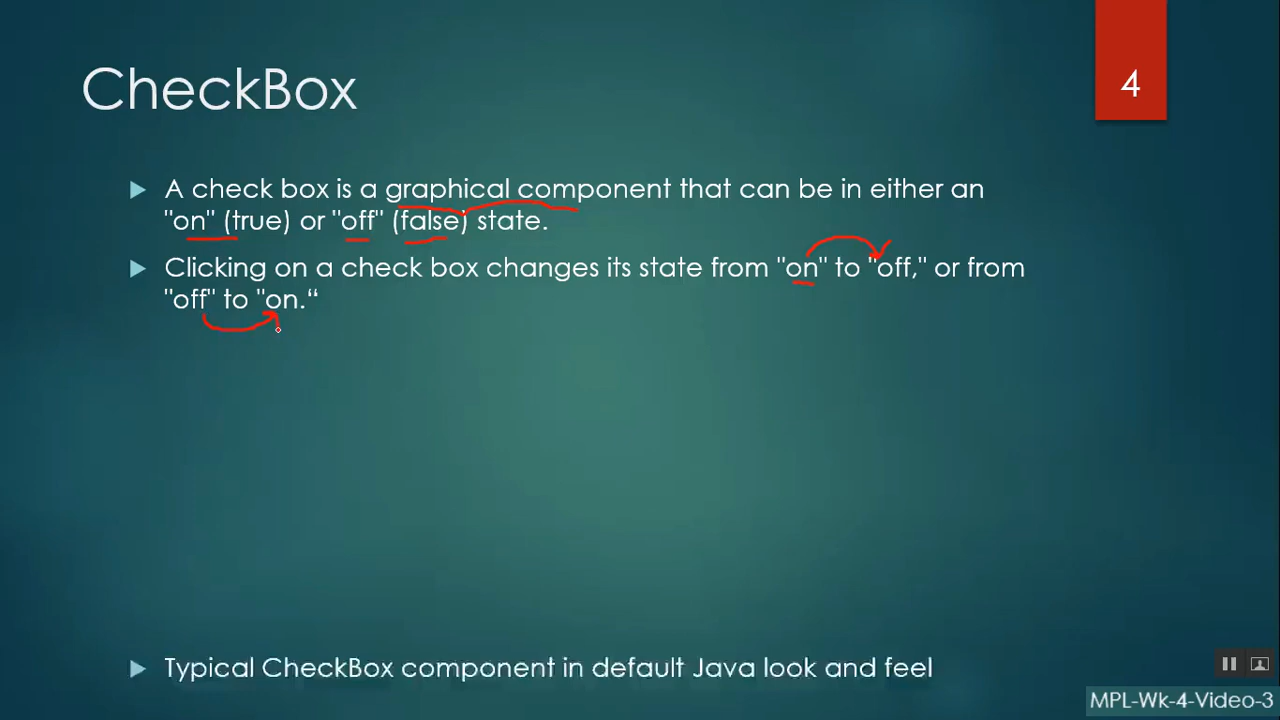 CheckBox
4
A check box is a graphical component that can be in either an
"on" (true) or "off" (false) state.
Clicking on a check box changes its state from "on" to "off," or from
"off" to "on.“
Typical CheckBox component in default Java look and feel
MPL-Wk-4-Video-3